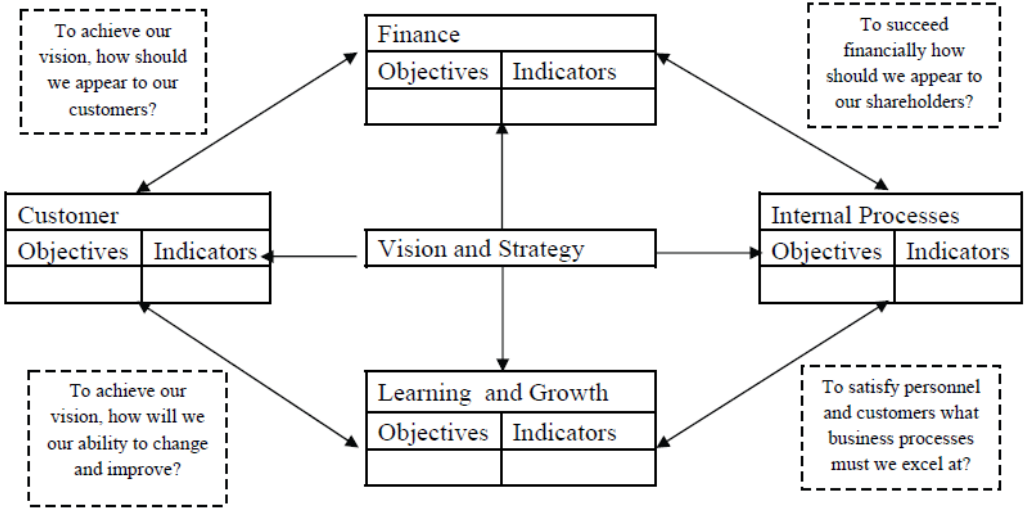 To achieve our
vision, how should
we appear to our
customers?
Finance
Objectives Indicators
To succeed
financially how
should we appear to
our shareholders?
Customer
Objectives Indicators
Vision and Strategy
Internal Processes
Objectives Indicators
To achieve our
vision, how will we
our ability to change
and improve?
Learning and Growth
Objectives Indicators
To satisfy personnel
and customers what
business processes
must we excel at?